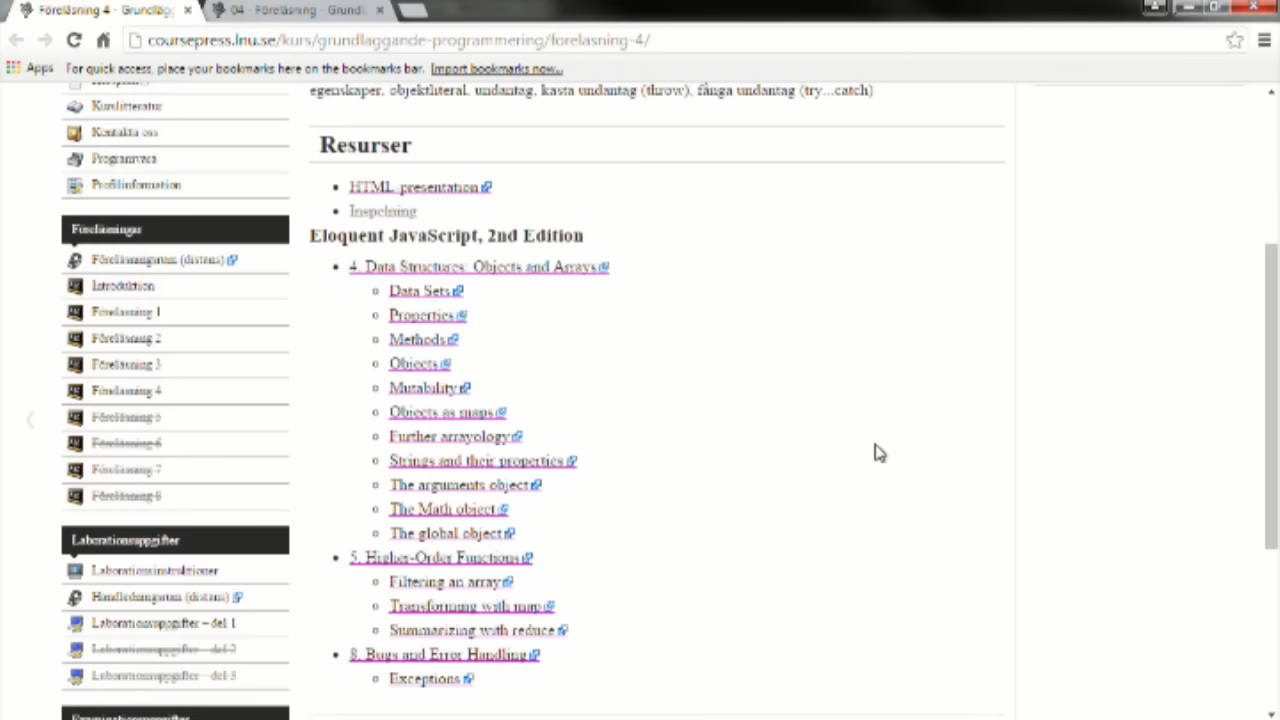 Föreläsning 4 - Grundlägg
04 - Föreläsning - Grundl
coursepress.lnu.se/kurs/grundlaggande-programmering/forelasning-4/
Apps For quick access, place your bookmarks here on the bookmarks bar. Import bookmarks now...
Kurslitteratur
Kontakta oss
Programvara
Profilinformation
Föreläsningar
Föreläsningsrum (distans)
Introduktion
Föreläsning 1
Föreläsning 2
Föreläsning 3
Föreläsning 4
Föreläsning 5
Föreläsning 6
Föreläsning 7
Föreläsning 8
Laborationsuppgifter
Laborationsinstruktioner
Handledningsrum (distans)
Laborationsuppgifter – del 1
Laborationsuppgifter – del 2
Laborationsuppgifter – del 3
Examinationsuppgifter
egenskaper, objektliteral, undantag, kasta undantag (throw), fånga undantag (try...catch)
Resurser
HTML-presentation
Inspelning
Eloquent JavaScript, 2nd Edition
4. Data Structures: Objects and Arrays
Data Sets
Properties
Methods
Objects
Mutability
Objects as maps
Further arrayology
Strings and their properties
The arguments object
The Math object
The global object
5. Higher-Order Functions
Filtering an array
Transforming with map
Summarizing with reduce
8. Bugs and Error Handling
Exceptions